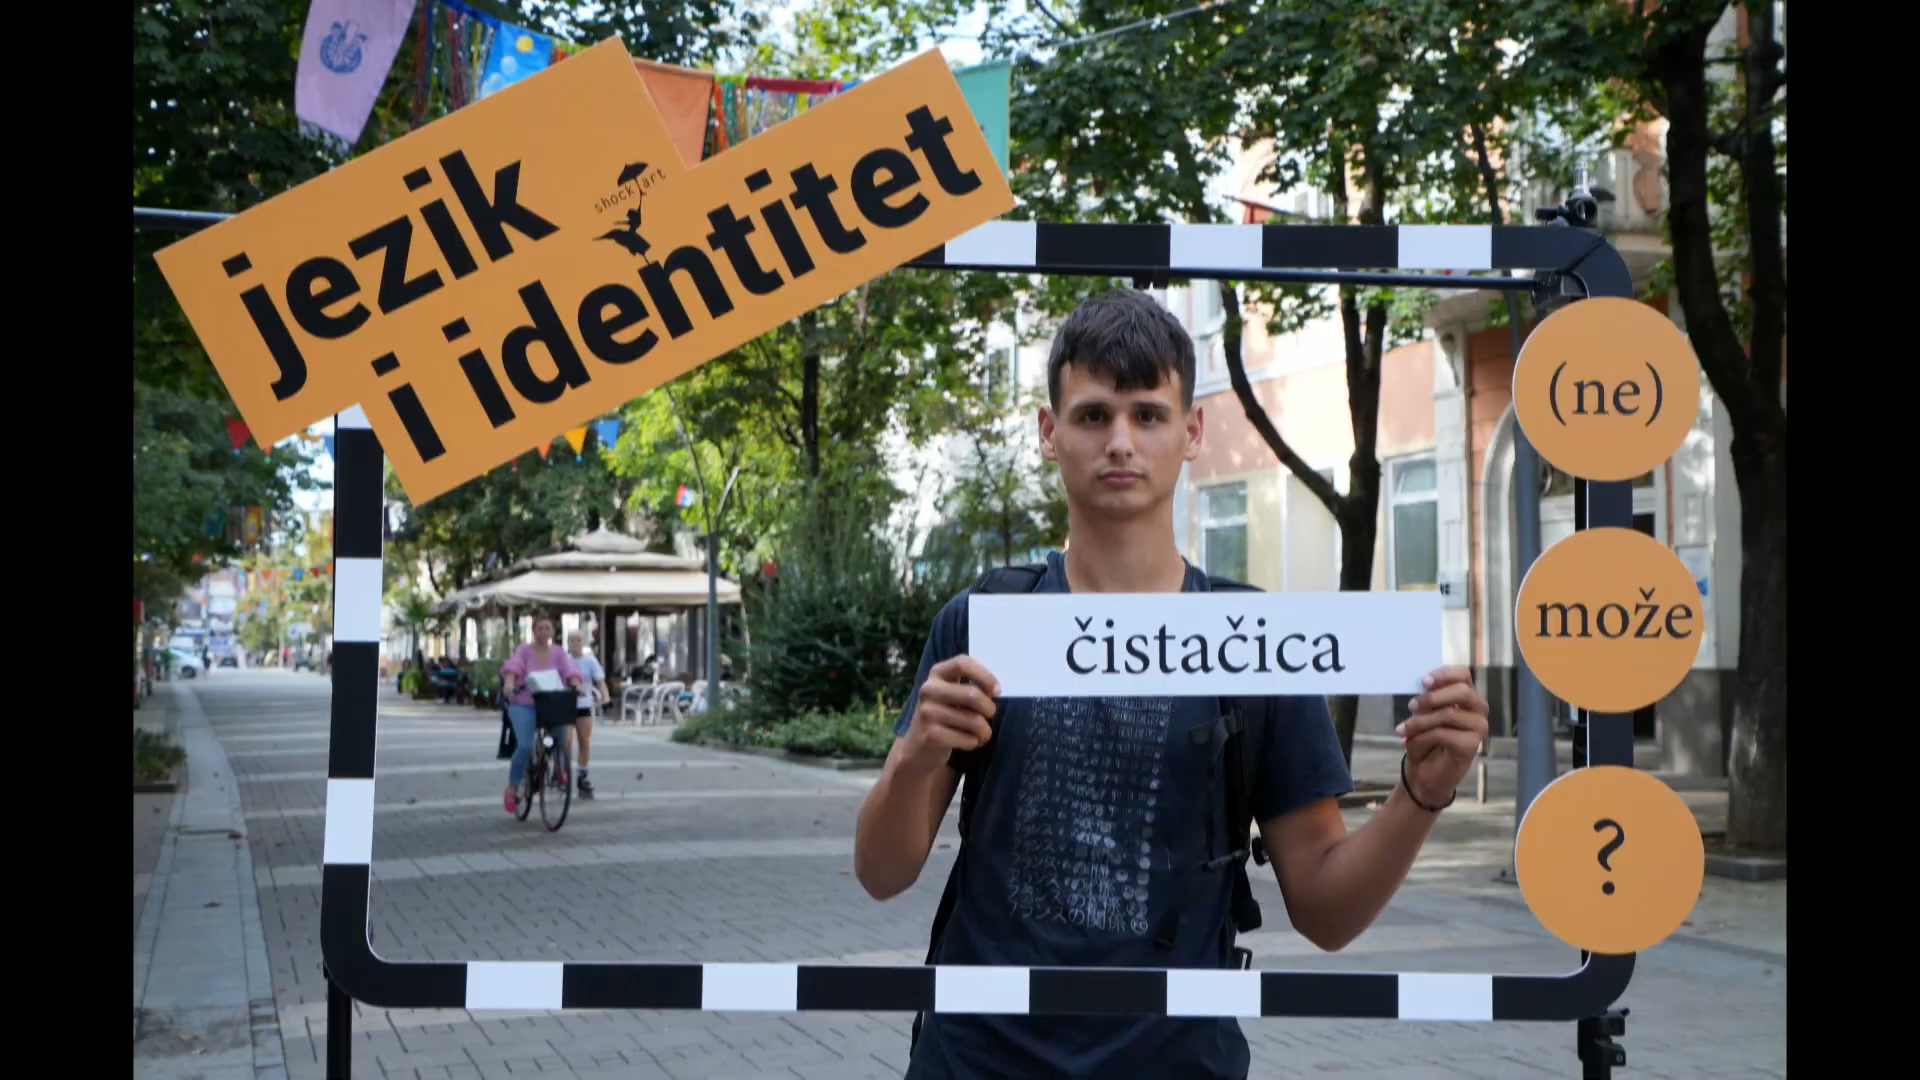 jezik
shock art
i identitet
(ne)
može
?
čistačica